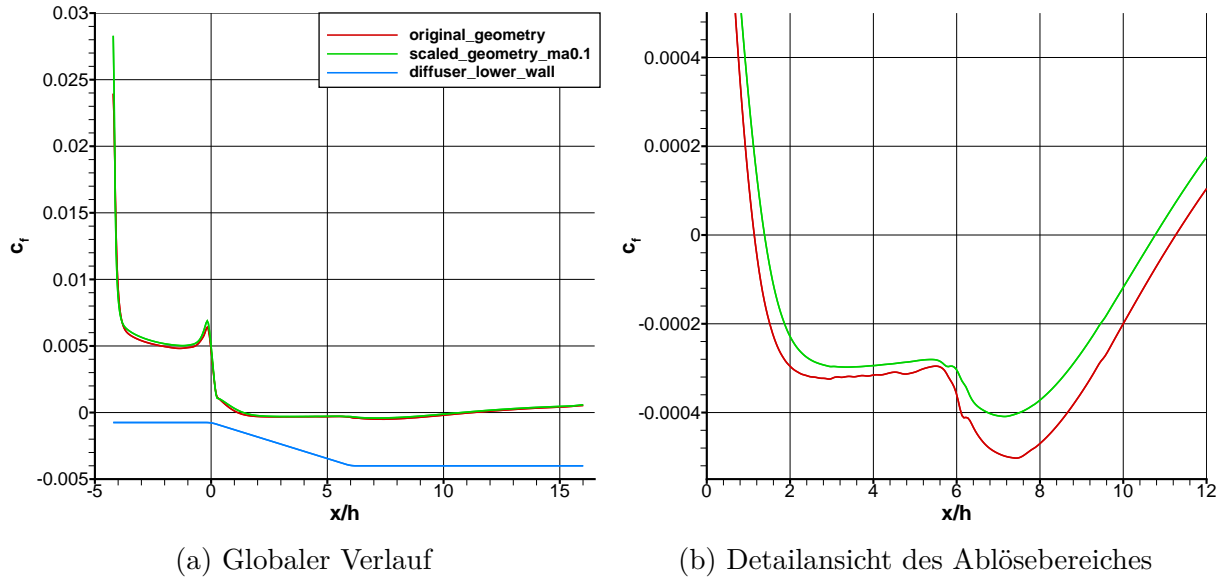 0.03
0.025
0.02
0.015
0.01
0.005
0
-0.005
-5
0
5
10
15
x/h
c_f
original_geometry
scaled_geometry_ma0.1
diffuser_lower_wall
(a) Globaler Verlauf
0.0004
0.0002
0
-0.0002
-0.0004
0
2
4
6
8
10
12
x/h
c_f
(b) Detailansicht des Ablösebereiches